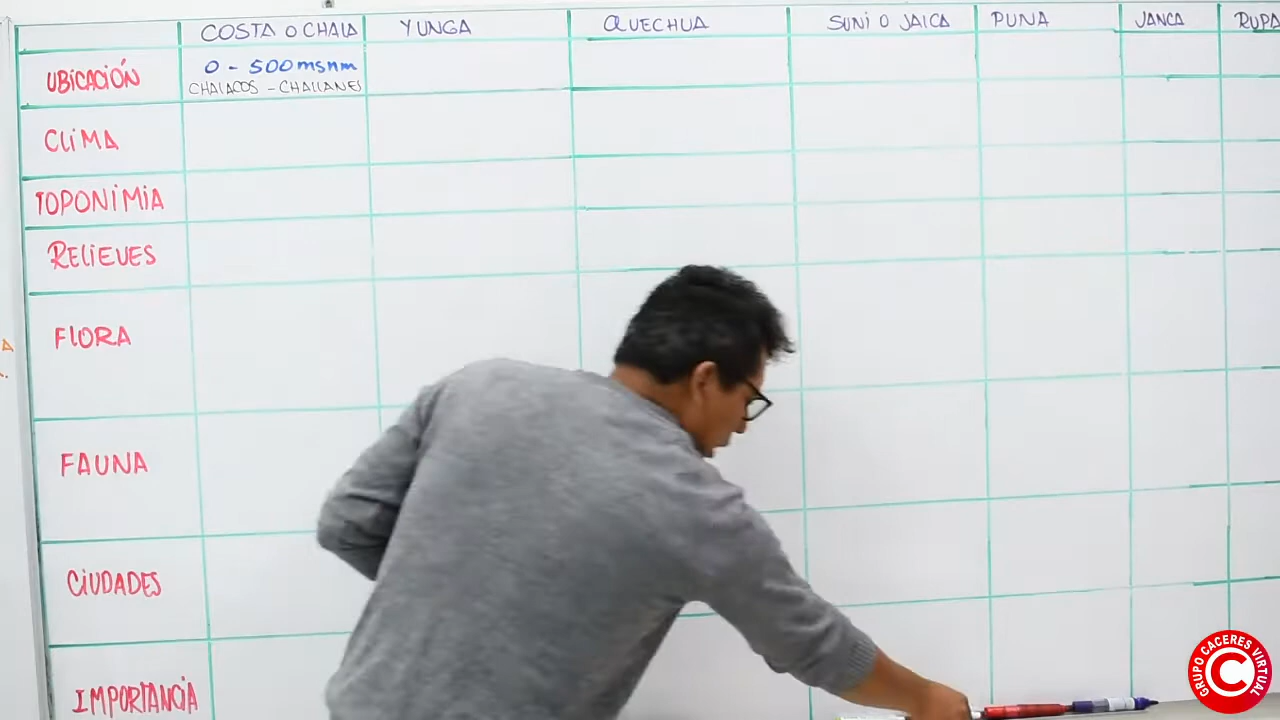 COSTA O CHALA YUNGA QUECHUA SUNI O JALCA PUNA JANCA RUPA
UBICACIÓN 0 - 500 msnm
CHALACOS - CHALLANES
CLIMA
TOPONIMIA
RELIEVES
FLORA
FAUNA
CIUDADES
IMPORTANCIA
GRUPO CACERES VIRTUAL
C